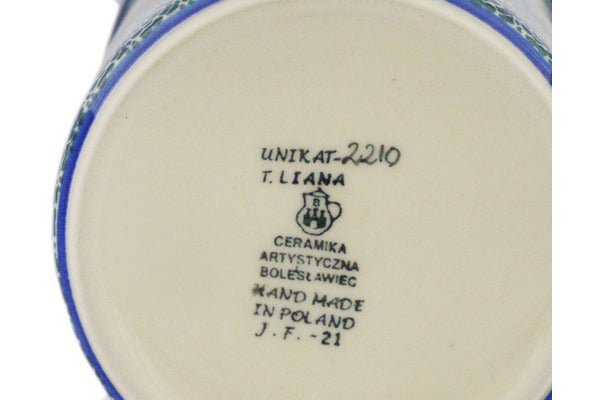 UNIKAT-2210
T. LIANA
B
CERAMIKA
ARTYSTYCZNA
BOLESŁAWIEC
HAND MADE
IN POLAND
J. F. -21